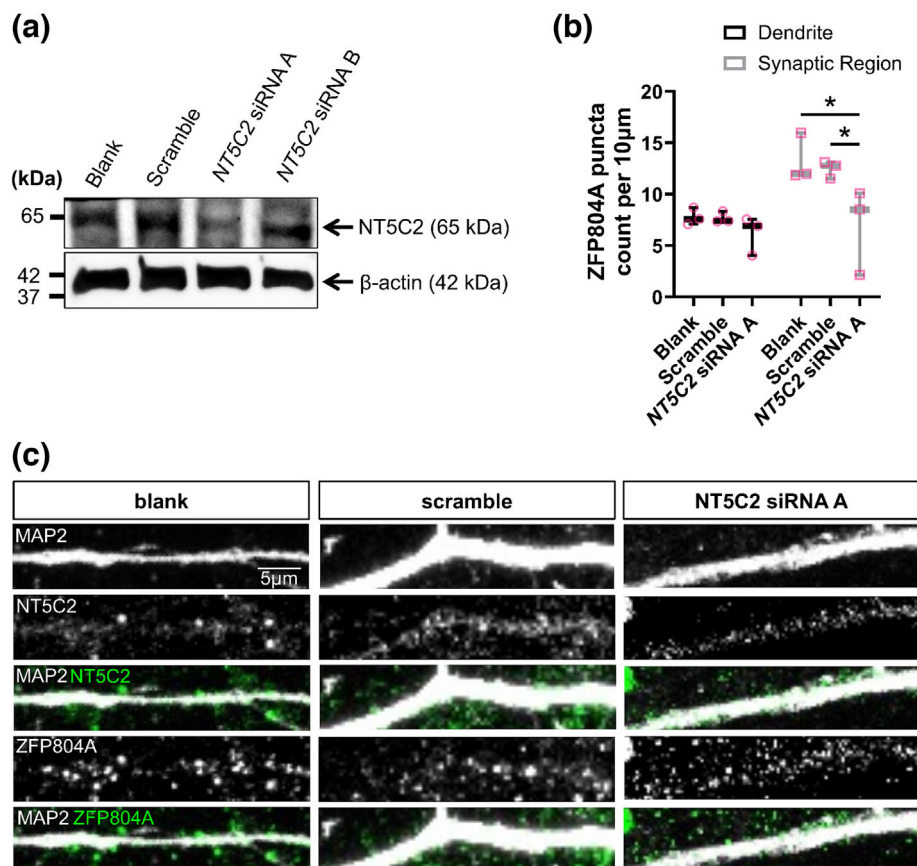 (a)
Blank
Scramble
NT5C2 siRNA A
NT5C2 siRNA B
(kDa)
65
NT5C2 (65 kDa)
42
37
β-actin (42 kDa)
(b)
Dendrite
Synaptic Region
ZFP804A puncta
count per 10μm
20
15
10
5
0
*
*
Blank
Scramble
NT5C2 siRNA A
Blank
Scramble
NT5C2 siRNA A
(c)
blank
scramble
NT5C2 siRNA A
MAP2
5μm
NT5C2
MAP2 NT5C2
ZFP804A
MAP2 ZFP804A